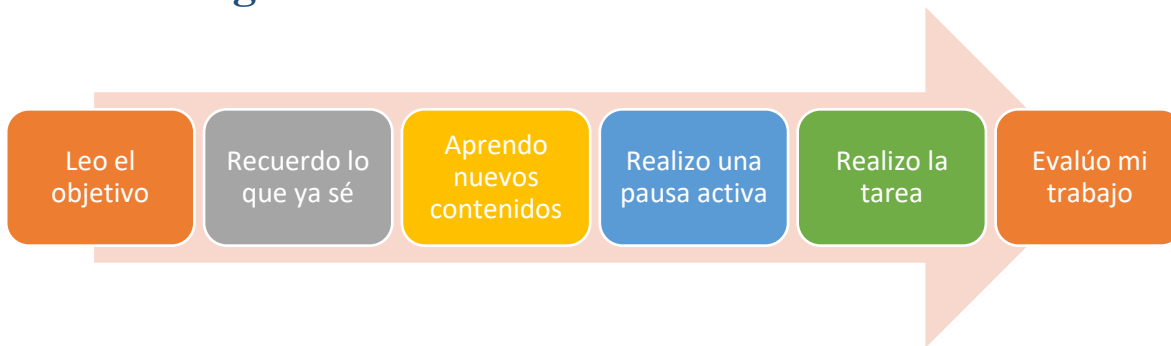 Leo el
objetivo
Recuerdo lo
que ya sé
Aprendo
nuevos
contenidos
Realizo una
pausa activa
Realizo la
tarea
Evalúo mi
trabajo